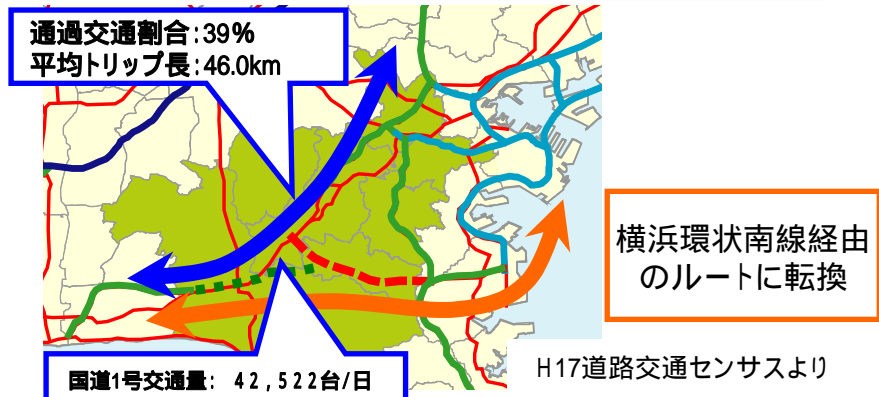 通過交通割合:39%
平均トリップ長:46.0km
横浜環状南線経由
のルートに転換
H17道路交通センサスより
国道1号交通量: 42,522台/日